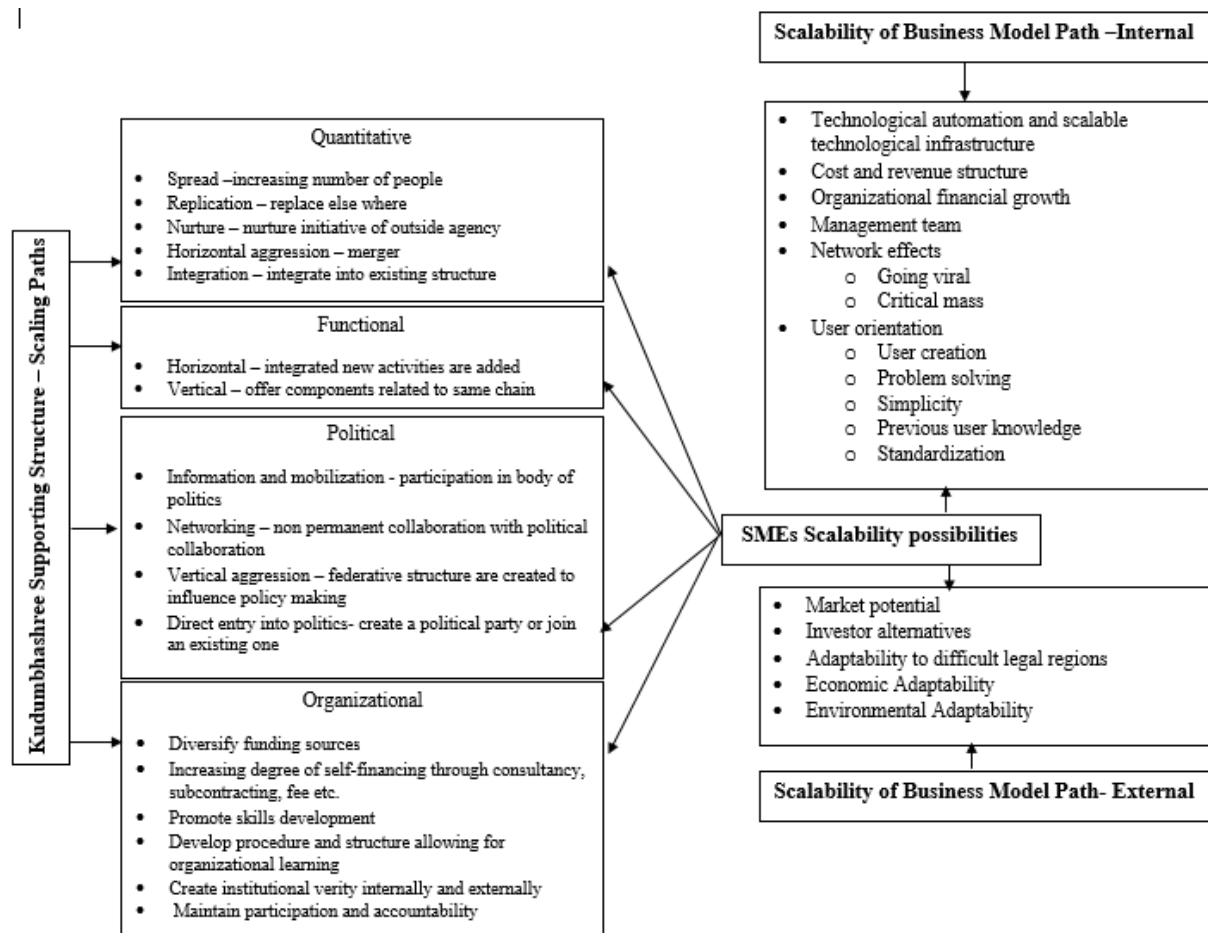 Kudumbhashree Supporting Structure – Scaling Paths
Quantitative
• Spread –increasing number of people
• Replication – replace else where
• Nurture – nurture initiative of outside agency
• Horizontal aggression – merger
• Integration – integrate into existing structure
Functional
• Horizontal – integrated new activities are added
• Vertical – offer components related to same chain
Political
• Information and mobilization - participation in body of
politics
• Networking – non permanent collaboration with political
collaboration
• Vertical aggression – federative structure are created to
influence policy making
• Direct entry into politics- create a political party or join
an existing one
Organizational
• Diversify funding sources
• Increasing degree of self-financing through consultancy,
subcontracting, fee etc.
• Promote skills development
• Develop procedure and structure allowing for
organizational learning
• Create institutional verity internally and externally
• Maintain participation and accountability
Scalability of Business Model Path –Internal
• Technological automation and scalable
technological infrastructure
• Cost and revenue structure
• Organizational financial growth
• Management team
• Network effects
o Going viral
o Critical mass
• User orientation
o User creation
o Problem solving
o Simplicity
o Previous user knowledge
o Standardization
SMEs Scalability possibilities
• Market potential
• Investor alternatives
• Adaptability to difficult legal regions
• Economic Adaptability
• Environmental Adaptability
Scalability of Business Model Path- External